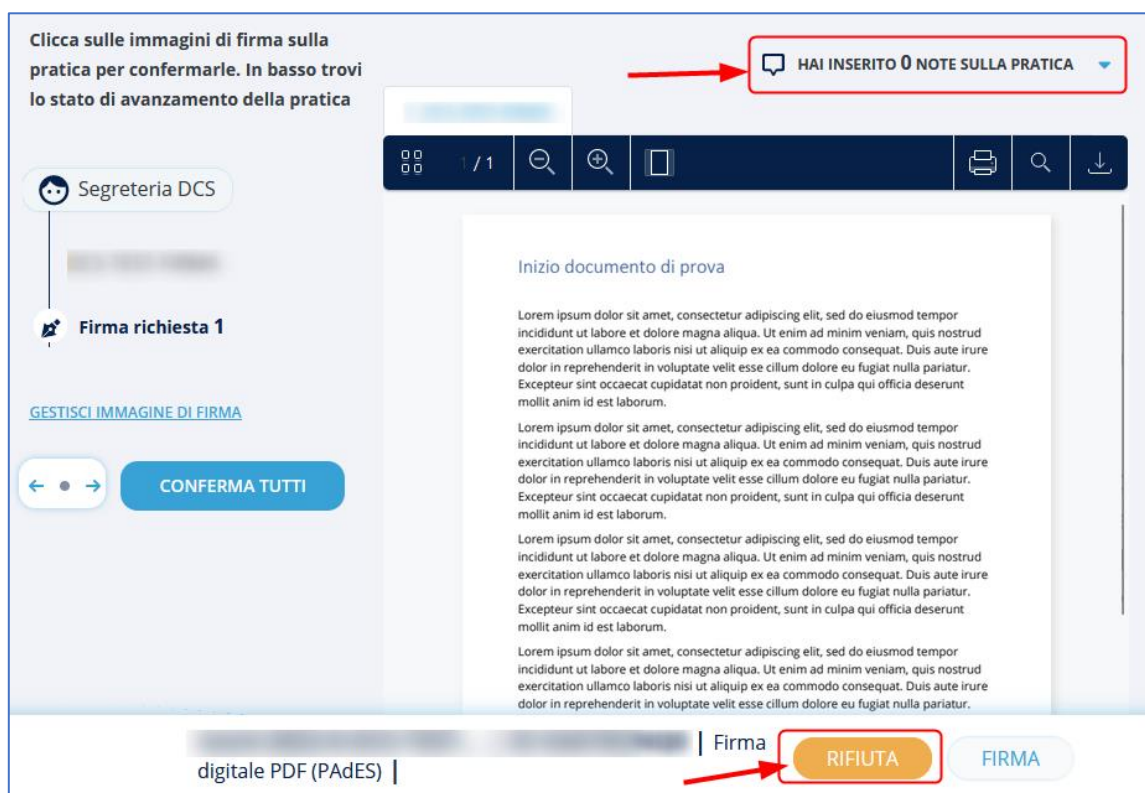 Clicca sulle immagini di firma sulla
pratica per confermarle. In basso trovi
lo stato di avanzamento della pratica
HAI INSERITO 0 NOTE SULLA PRATICA
1 / 1
Segreteria DCS
Firma richiesta 1
GESTISCI IMMAGINE DI FIRMA
CONFERMA TUTTI
Inizio documento di prova
Lorem ipsum dolor sit amet, consectetur adipiscing elit, sed do eiusmod tempor
incididunt ut labore et dolore magna aliqua. Ut enim ad minim veniam, quis nostrud
exercitation ullamco laboris nisi ut aliquip ex ea commodo consequat. Duis aute irure
dolor in reprehenderit in voluptate velit esse cillum dolore eu fugiat nulla pariatur.
Excepteur sint occaecat cupidatat non proident, sunt in culpa qui officia deserunt
mollit anim id est laborum.
Lorem ipsum dolor sit amet, consectetur adipiscing elit, sed do eiusmod tempor
incididunt ut labore et dolore magna aliqua. Ut enim ad minim veniam, quis nostrud
exercitation ullamco laboris nisi ut aliquip ex ea commodo consequat. Duis aute irure
dolor in reprehenderit in voluptate velit esse cillum dolore eu fugiat nulla pariatur.
Excepteur sint occaecat cupidatat non proident, sunt in culpa qui officia deserunt
mollit anim id est laborum.
Lorem ipsum dolor sit amet, consectetur adipiscing elit, sed do eiusmod tempor
incididunt ut labore et dolore magna aliqua. Ut enim ad minim veniam, quis nostrud
exercitation ullamco laboris nisi ut aliquip ex ea commodo consequat. Duis aute irure
dolor in reprehenderit in voluptate velit esse cillum dolore eu fugiat nulla pariatur.
Excepteur sint occaecat cupidatat non proident, sunt in culpa qui officia deserunt
mollit anim id est laborum.
Lorem ipsum dolor sit amet, consectetur adipiscing elit, sed do eiusmod tempor
incididunt ut labore et dolore magna aliqua. Ut enim ad minim veniam, quis nostrud
exercitation ullamco laboris nisi ut aliquip ex ea commodo consequat. Duis aute irure
dolor in reprehenderit in voluptate velit esse cillum dolore eu fugiat nulla pariatur.
| Firma
digitale PDF (PAdES) |
RIFIUTA
FIRMA